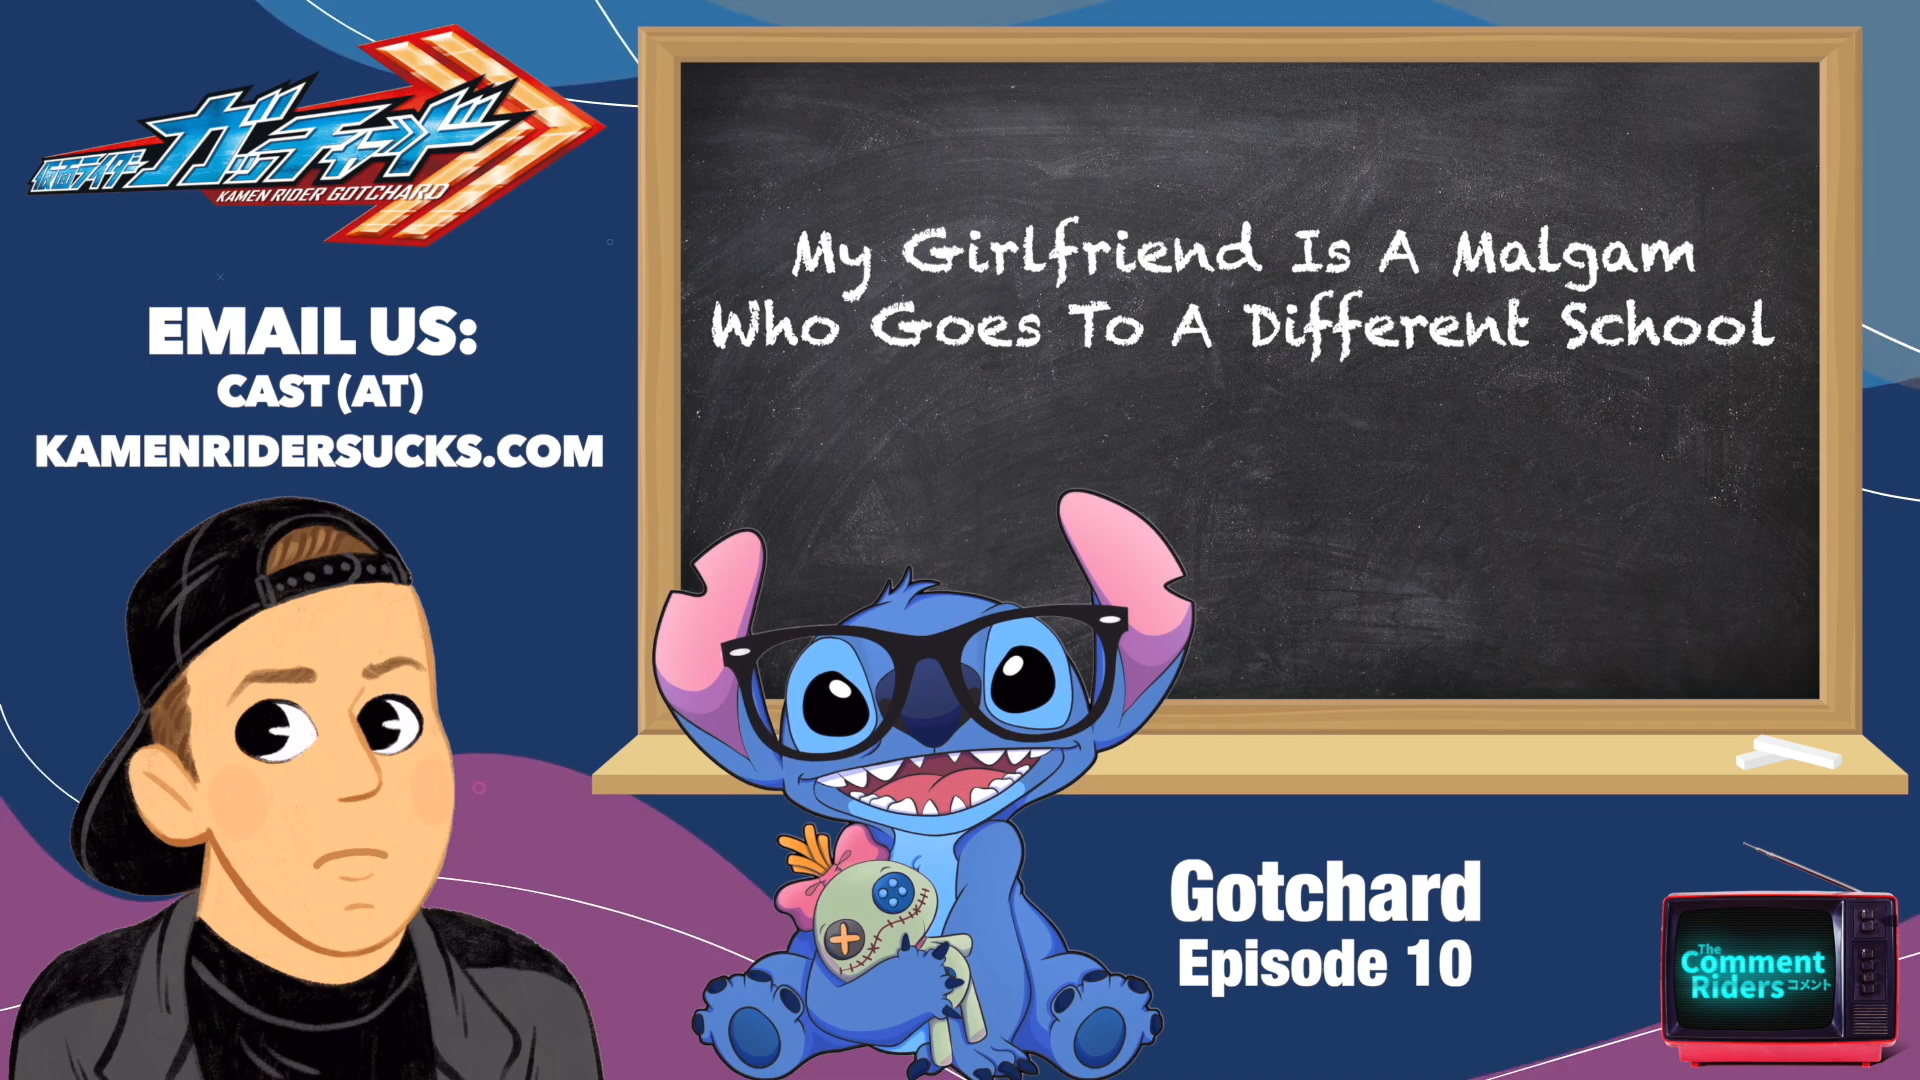 仮面ライダー
ガッチャード
KAMEN RIDER GOTCHARD
EMAIL US:
CAST (AT)
KAMENRIDERSUCKS.COM
My Girlfriend Is A Malgam
Who Goes To A Different School
Gotchard
Episode 10
The
Comment
Riders コメント